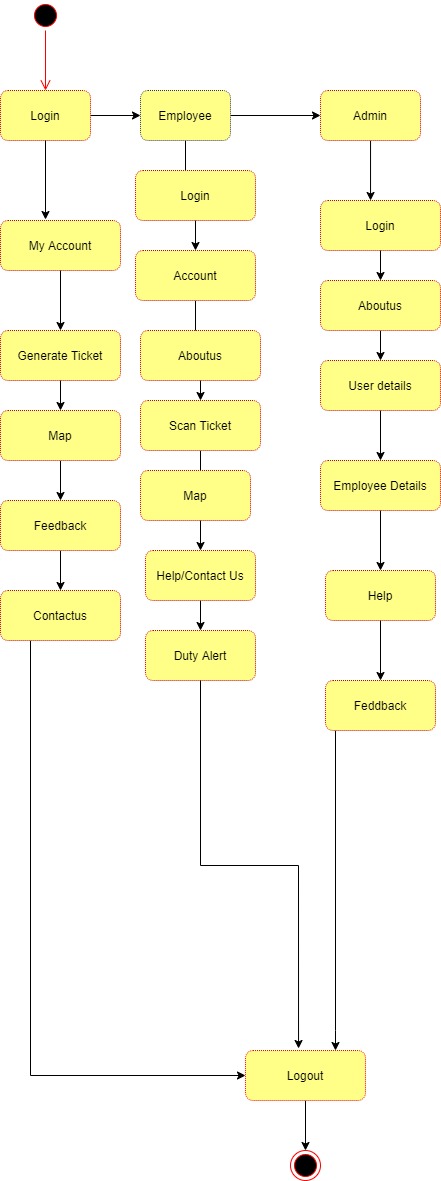 Login
Employee
Admin
My Account
Generate Ticket
Map
Feedback
Contactus
Login
Account
Aboutus
Scan Ticket
Map
Help/Contact Us
Duty Alert
Login
Aboutus
User details
Employee Details
Help
Feddback
Logout